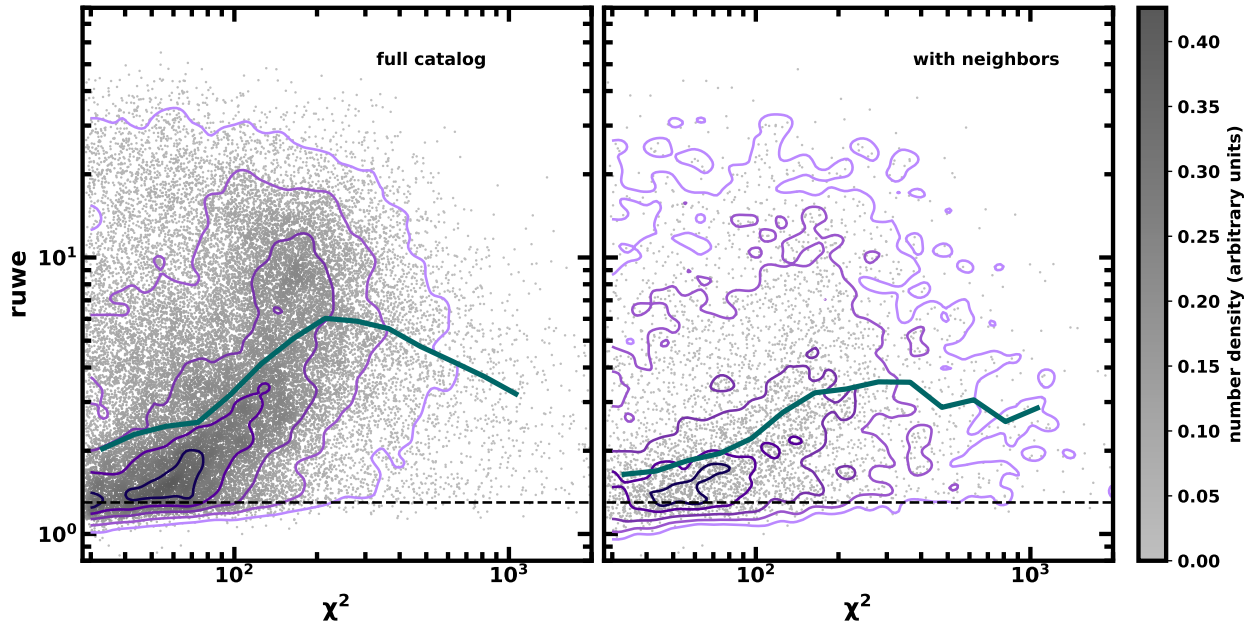 full catalog
with neighbors
ruwe
10¹
10⁰
10²
10³
χ²
10²
10³
χ²
0.40
0.35
0.30
0.25
0.20
0.15
0.10
0.05
0.00
number density (arbitrary units)